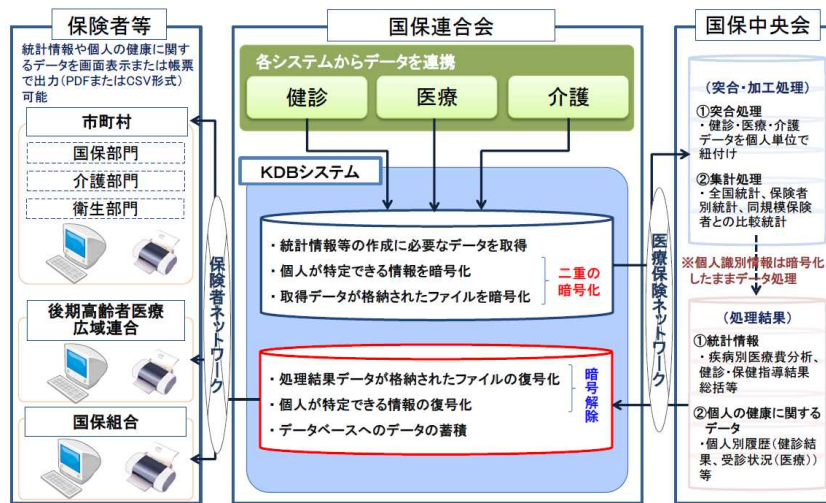 保険者等
統計情報や個人の健康に関する
データを画面表示または帳票
で出力(PDFまたはCSV形式)
可能
市町村
国保部門
介護部門
衛生部門
後期高齢者医療
広域連合
国保組合
保険者ネットワーク
国保連合会
各システムからデータを連携
健診
医療
介護
KDBシステム
・統計情報等の作成に必要なデータを取得
・個人が特定できる情報を暗号化
・取得データが格納されたファイルを暗号化
二重の
暗号化
・処理結果データが格納されたファイルの復号化
・個人が特定できる情報の復号化
・データベースへのデータの蓄積
暗号解除
医療保険ネットワーク
国保中央会
(突合・加工処理)
①突合処理
・健診・医療・介護
データを個人単位で
紐付け
②集計処理
・全国統計、保険者
別統計、同規模保険
者との比較統計
※個人識別情報は暗号化
したままデータ処理
(処理結果)
①統計情報
・疾病別医療費分析、
健診・保健指導結果
総括等
②個人の健康に関する
データ
・個人別履歴(健診結
果、受診状況(医療))
等